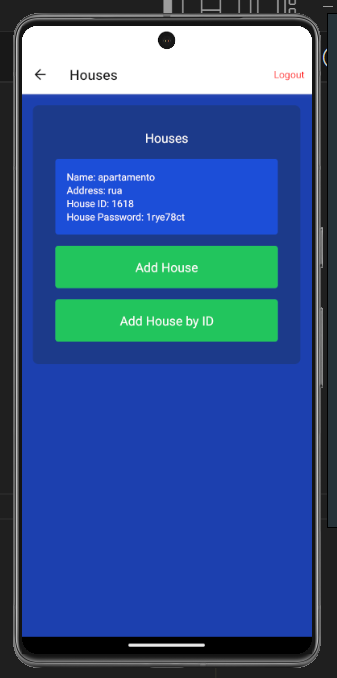 Houses
Logout
Houses
Name: apartamento
Address: rua
House ID: 1618
House Password: 1rye78ct
Add House
Add House by ID